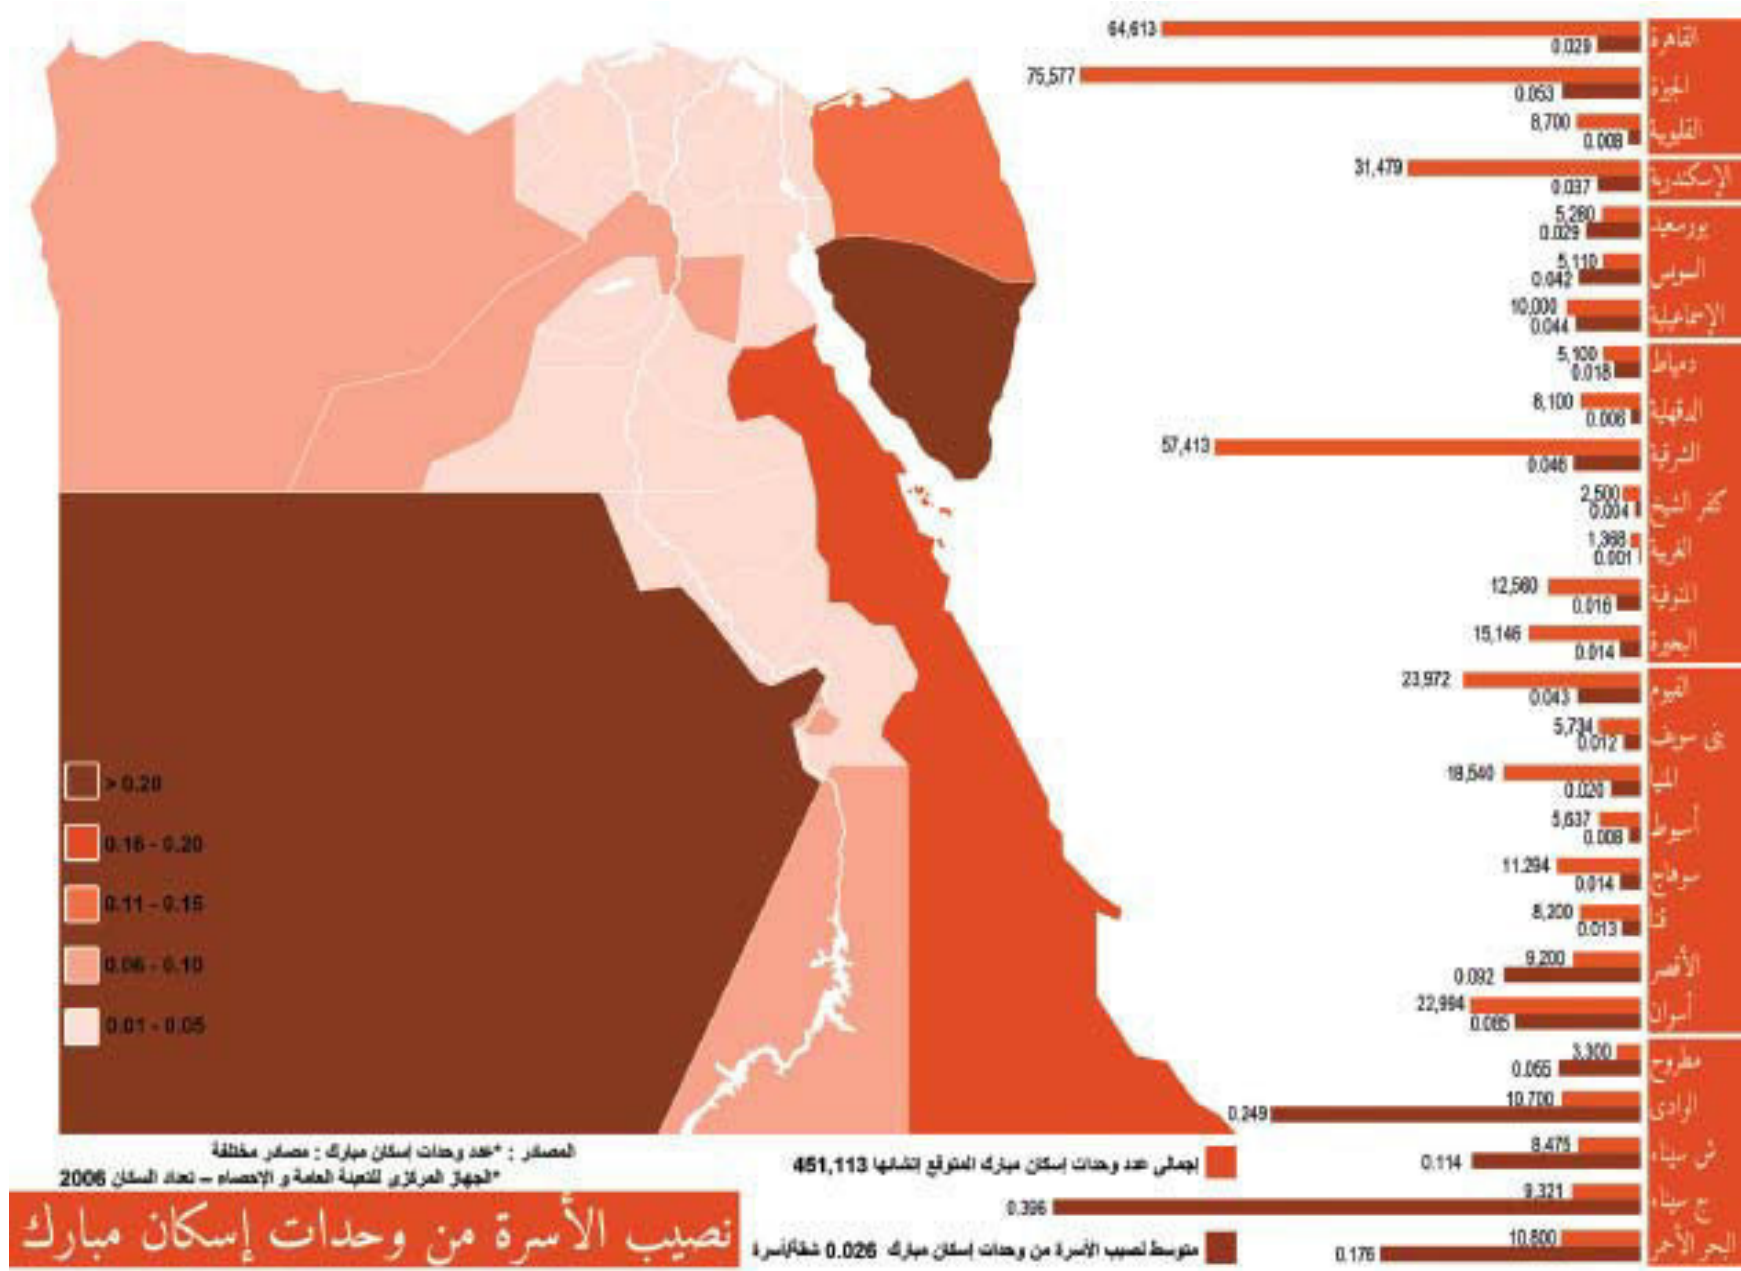 القاهرة
64,613
0.029
الجيزة
75,577
0.053
القليوبية
8,700
0.008
الإسكندرية
31,479
0.037
بورسعيد
5,280
0.029
السويس
5,110
0.042
الإسماعيلية
10,000
0.044
دمياط
5,100
0.018
الدقهلية
8,100
0.006
الشرقية
57,413
0.046
كفر الشيخ
2,500
0.004
الغربية
1,368
0.001
المنوفية
12,560
0.016
البحيرة
15,146
0.014
الفيوم
23,972
0.043
بنى سويف
5,734
0.012
المنيا
18,540
0.020
أسيوط
5,637
0.008
سوهاج
11.294
0.014
قنا
8,200
0.013
الأقصر
9,200
0.092
أسوان
22,994
0.085
مطروح
3,300
0.055
الوادى
10,700
0.249
ش سيناء
8,475
0.114
ج سيناء
9,321
0.396
البحر الأحمر
10,800
0.176
> 0.20
0.16 - 0.20
0.11 - 0.15
0.06 - 0.10
0.01 - 0.05
إجمالى عدد وحدات إسكان مبارك المتوقع إنشائها 451,113
متوسط نصيب الأسرة من وحدات إسكان مبارك 0.026 شقة/أسرة
المصادر : *عدد وحدات إسكان مبارك : مصادر مختلفة
*الجهاز المركزى للتعبئة العامة و الإحصاء – تعداد السكان 2006
نصيب الأسرة من وحدات إسكان مبارك